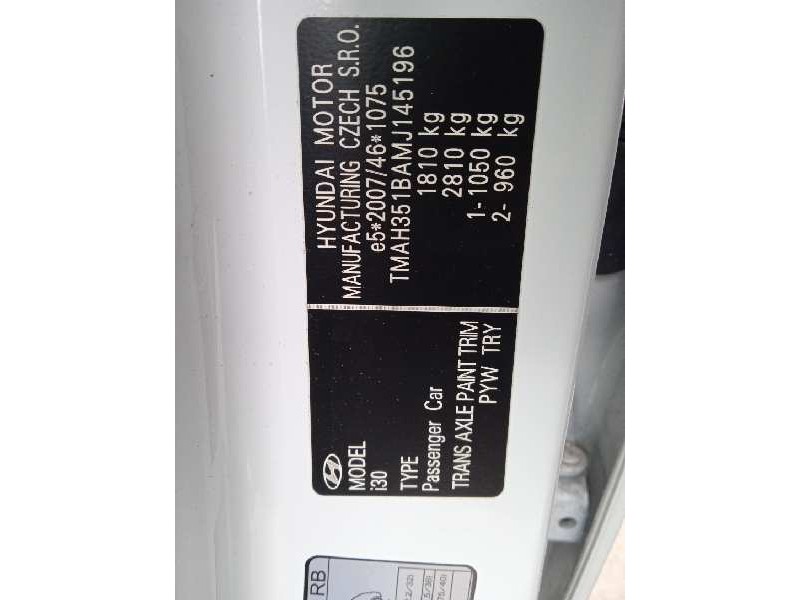 HYUNDAI MOTOR
MANUFACTURING CZECH S.R.O.
e5*2007/46*1075
TMAH351BAMJ145196
1810 kg
2810 kg
1- 1050 kg
2- 960 kg
MODEL
i30
TYPE
Passenger Car
TRANS AXLE PAINT TRIM
PYW TRY
RB